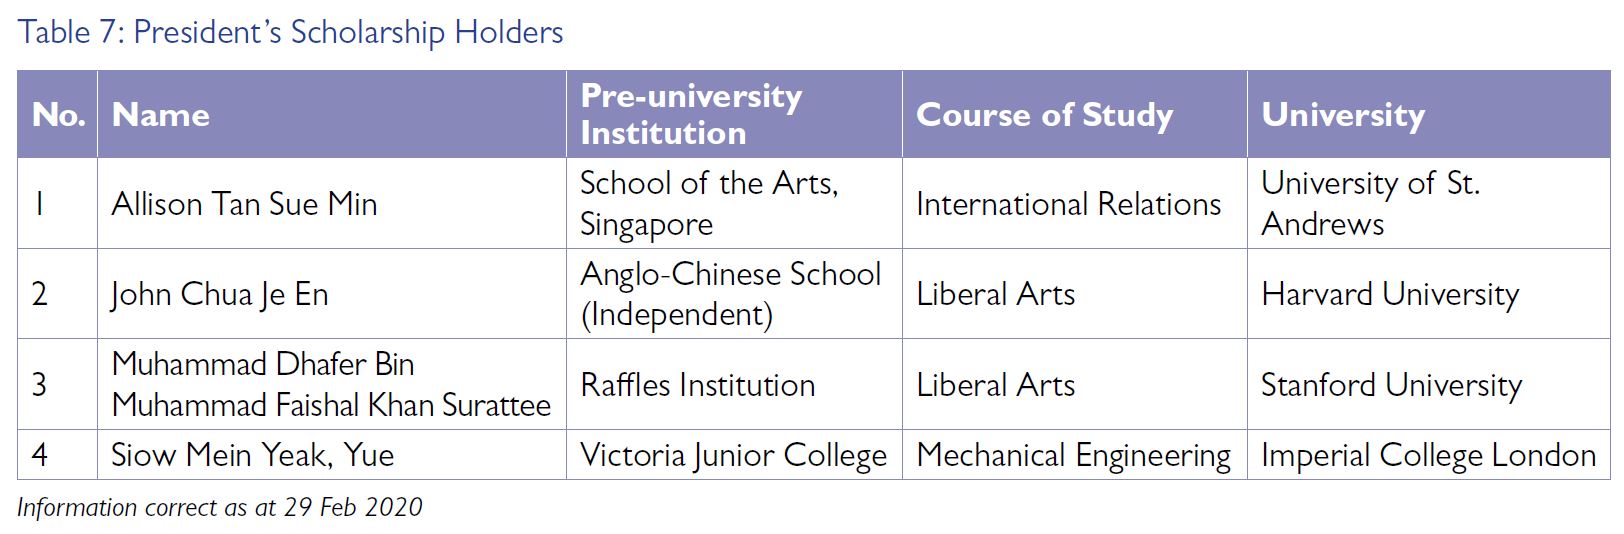 Table 7: President’s Scholarship Holders
No. Name Pre-university Institution Course of Study University
1 Allison Tan Sue Min School of the Arts, Singapore International Relations University of St. Andrews
2 John Chua Je En Anglo-Chinese School (Independent) Liberal Arts Harvard University
3 Muhammad Dhafer Bin Muhammad Faishal Khan Surattee Raffles Institution Liberal Arts Stanford University
4 Siow Mein Yeak, Yue Victoria Junior College Mechanical Engineering Imperial College London
Information correct as at 29 Feb 2020